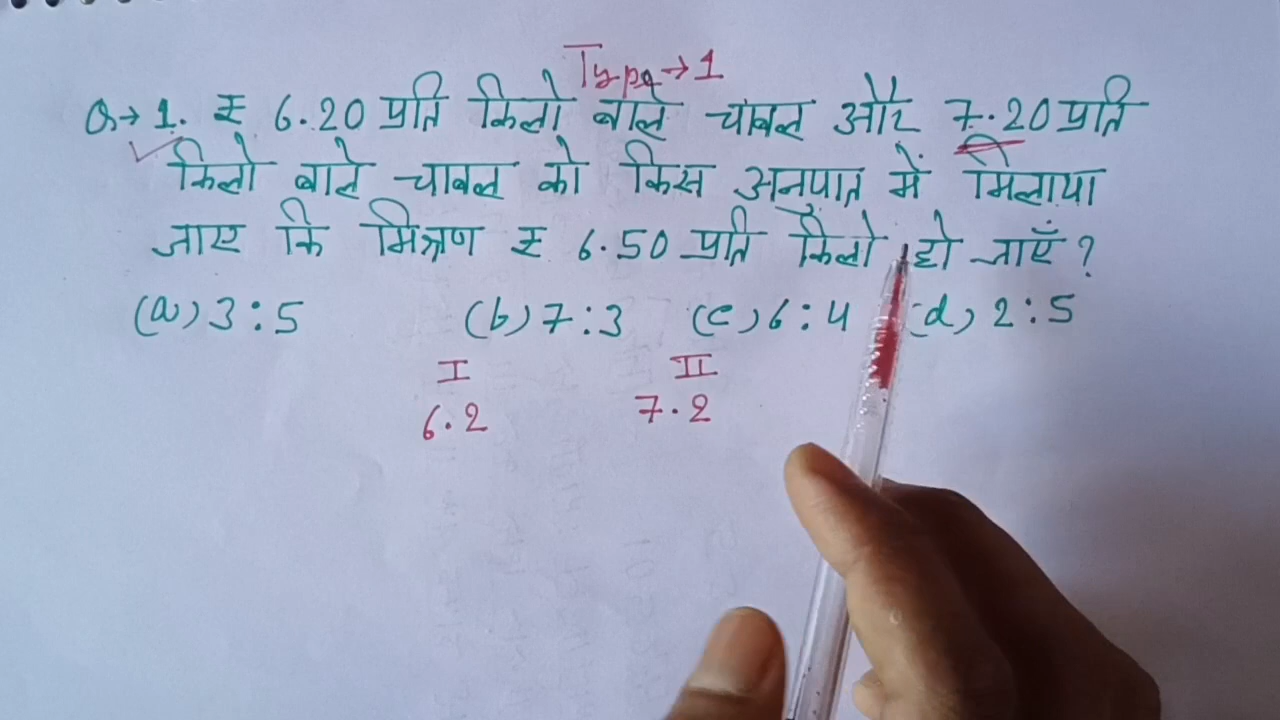 Type→1
Q→1. ₹ 6.20 प्रति किलो वाले चावल और 7.20 प्रति
किलो वाले चावल को किस अनुपात में मिलाया
जाए कि मिश्रण ₹ 6.50 प्रति किलो हो जाएँ ?
(a) 3:5 (b) 7:3 (c) 6:4 (d) 2:5
I II
6.2 7.2